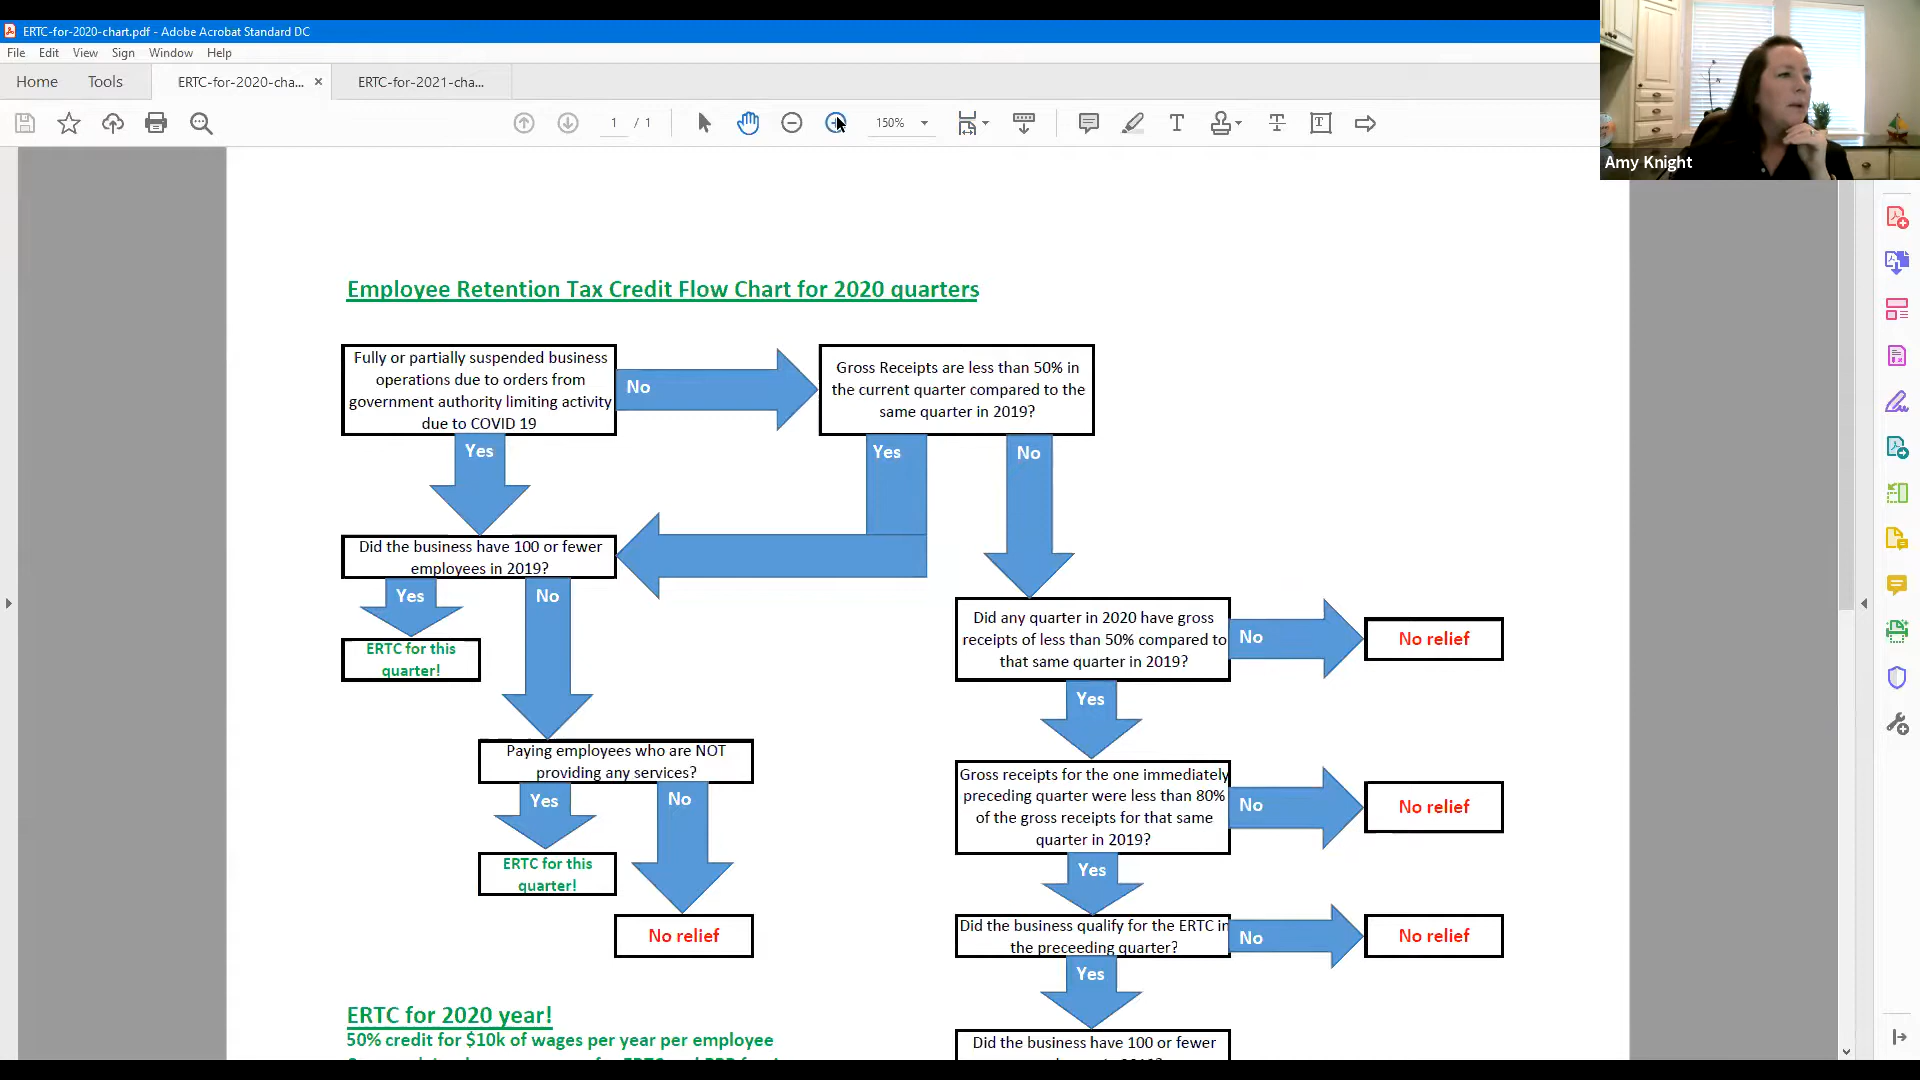 ERTC-for-2020-chart.pdf - Adobe Acrobat Standard DC
File Edit View Sign Window Help
Home Tools ERTC-for-2020-cha... × ERTC-for-2021-cha...
1 / 1 150%
Amy Knight
Employee Retention Tax Credit Flow Chart for 2020 quarters
Fully or partially suspended business
operations due to orders from
government authority limiting activity
due to COVID 19
No
Gross Receipts are less than 50% in
the current quarter compared to the
same quarter in 2019?
Yes
Yes
No
Did the business have 100 or fewer
employees in 2019?
Yes
No
ERTC for this
quarter!
Did any quarter in 2020 have gross
receipts of less than 50% compared to
that same quarter in 2019?
No
No relief
Yes
Paying employees who are NOT
providing any services?
Yes
No
Gross receipts for the one immediately
preceding quarter were less than 80%
of the gross receipts for that same
quarter in 2019?
No
No relief
Yes
ERTC for this
quarter!
No relief
Did the business qualify for the ERTC in
the preceeding quarter?
No
No relief
Yes
ERTC for 2020 year!
50% credit for $10k of wages per year per employee
Did the business have 100 or fewer